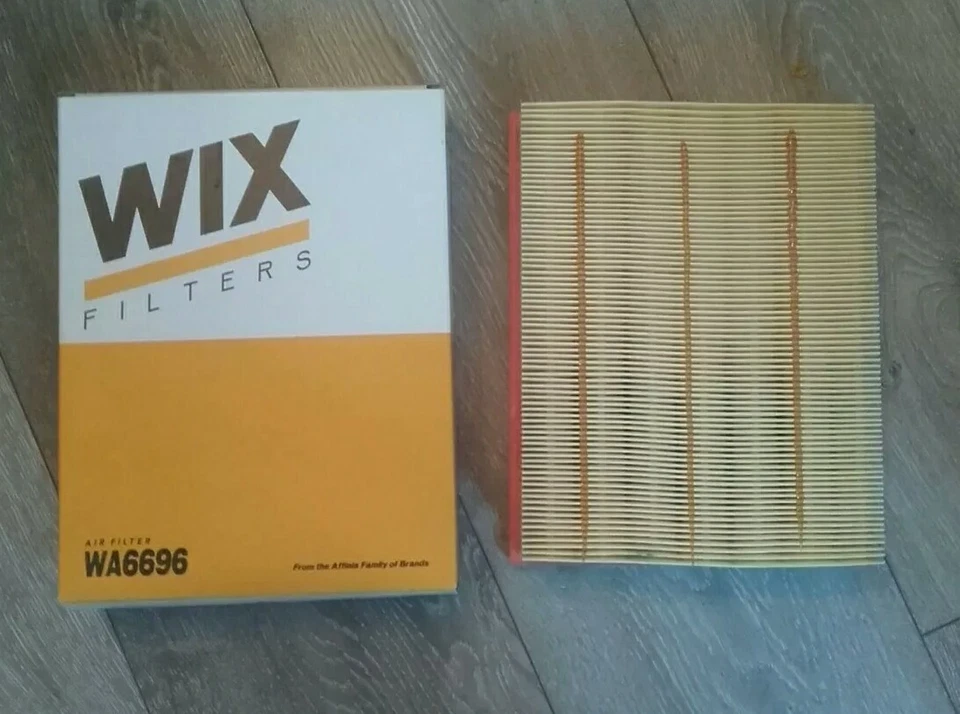 WIX
FILTERS
AIR FILTER
WA6696
From the Affinia Family of Brands